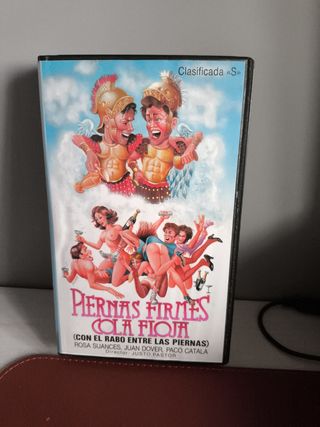 Clasificada «S»
PIERNAS FIRMES
COLA FLOJA
(CON EL RABO ENTRE LAS PIERNAS)
ROSA SUANCES, JUAN DOVER, PACO CATALÁ
Director: JUSTO PASTOR